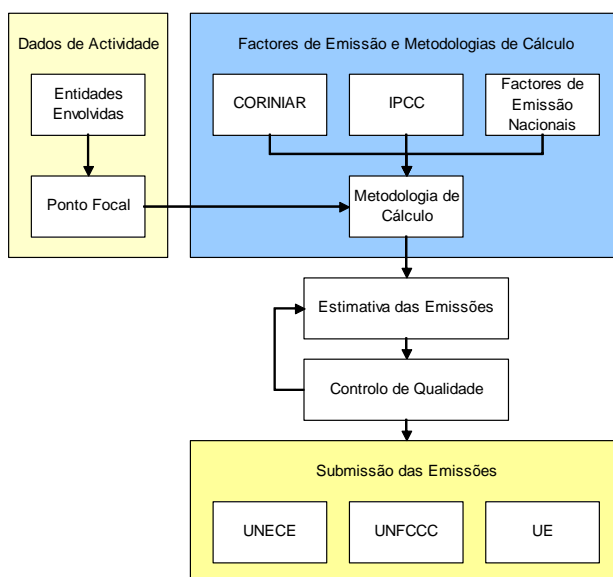 Dados de Actividade
Entidades
Envolvidas
Ponto Focal
Factores de Emissão e Metodologias de Cálculo
CORINIAR
IPCC
Factores de
Emissão
Nacionais
Metodologia de
Cálculo
Estimativa das Emissões
Controlo de Qualidade
Submissão das Emissões
UNECE
UNFCCC
UE